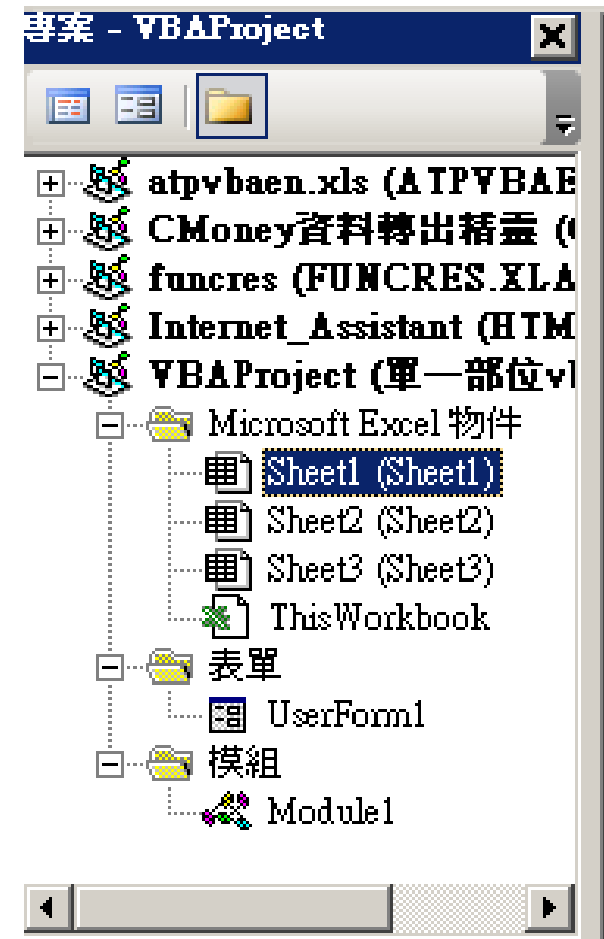 專案 - VBAProject
atpvbaen.xls (ATPVBAE
CMoney資料轉出精靈 (
funcres (FUNCRES.XLA
Internet_Assistant (HTM
VBAProject (單一部位v
Microsoft Excel 物件
Sheet1 (Sheet1)
Sheet2 (Sheet2)
Sheet3 (Sheet3)
ThisWorkbook
表單
UserForm1
模組
Module1